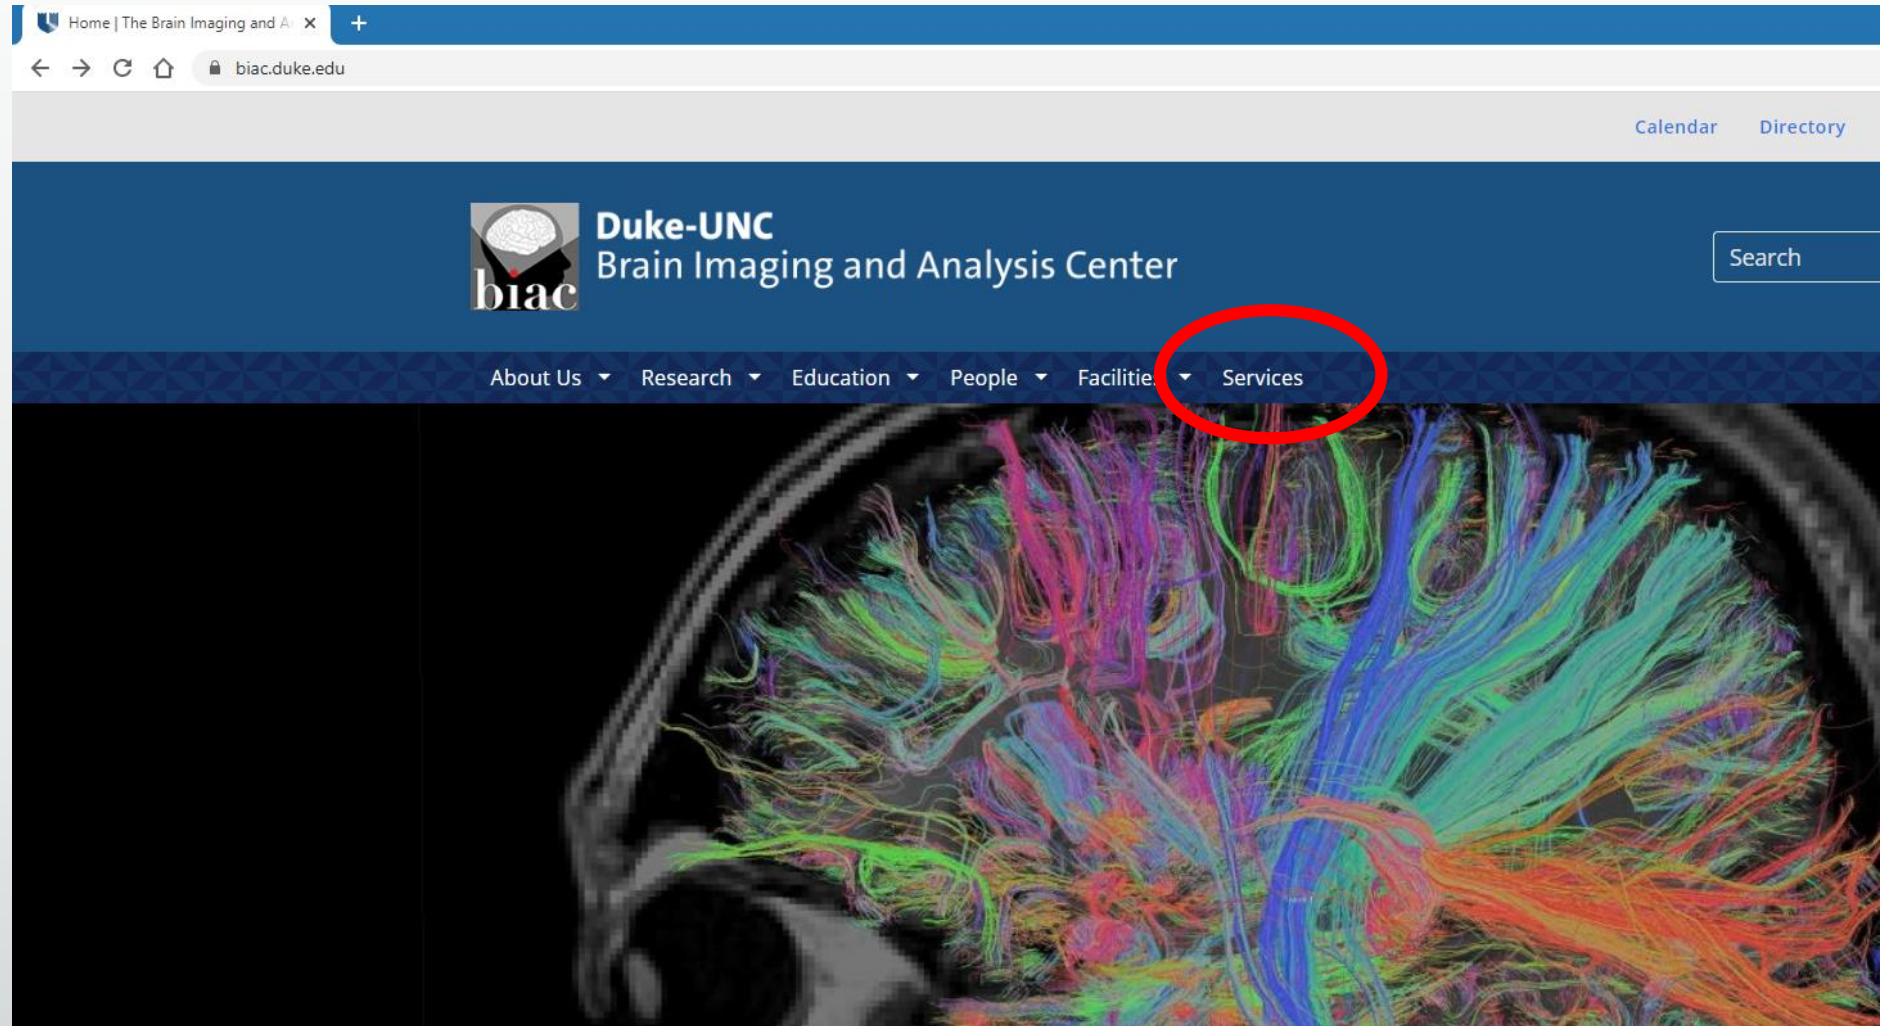 Home | The Brain Imaging and A
biac.duke.edu
Calendar Directory
biac
Duke-UNC
Brain Imaging and Analysis Center
Search
About Us Research Education People Facilities Services